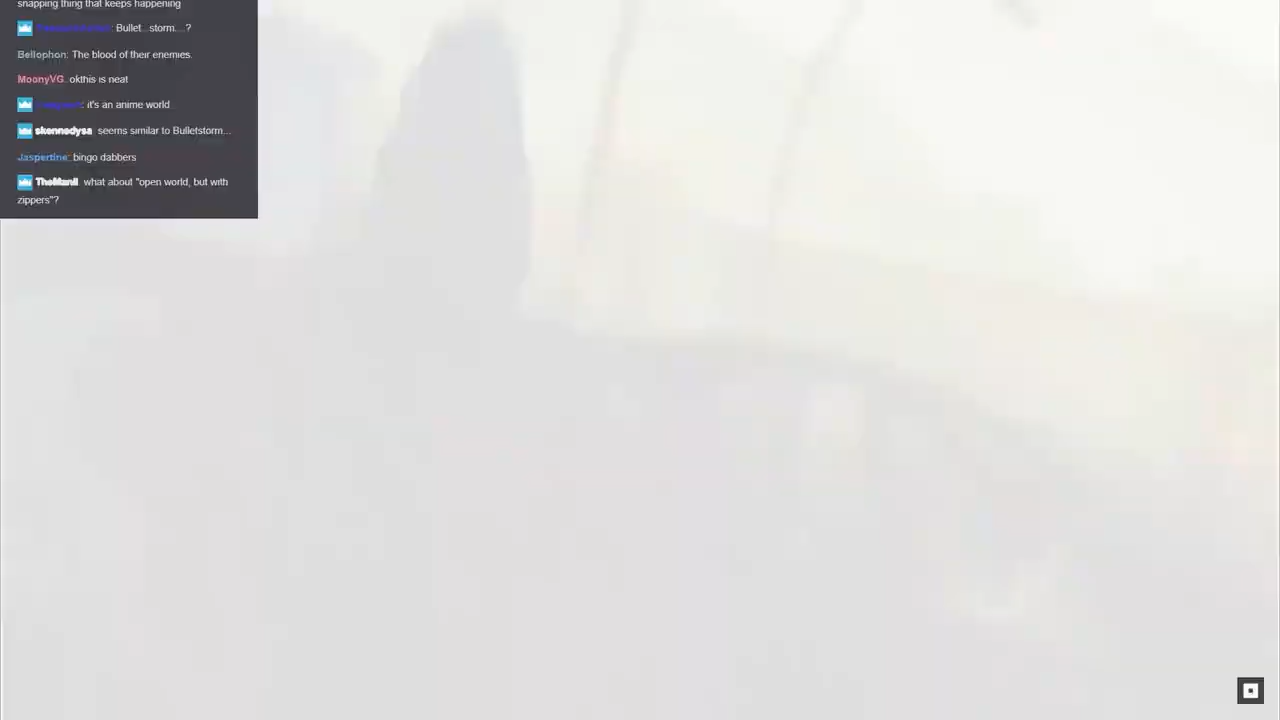 snapping thing that keeps happening
: Bullet...storm....?
Bellophon: The blood of their enemies.
MoonyVG: okthis is neat
: it's an anime world
skennedysa: seems similar to Bulletstorm...
Jaspertine: bingo dabbers
TheManii: what about "open world, but with
zippers"?